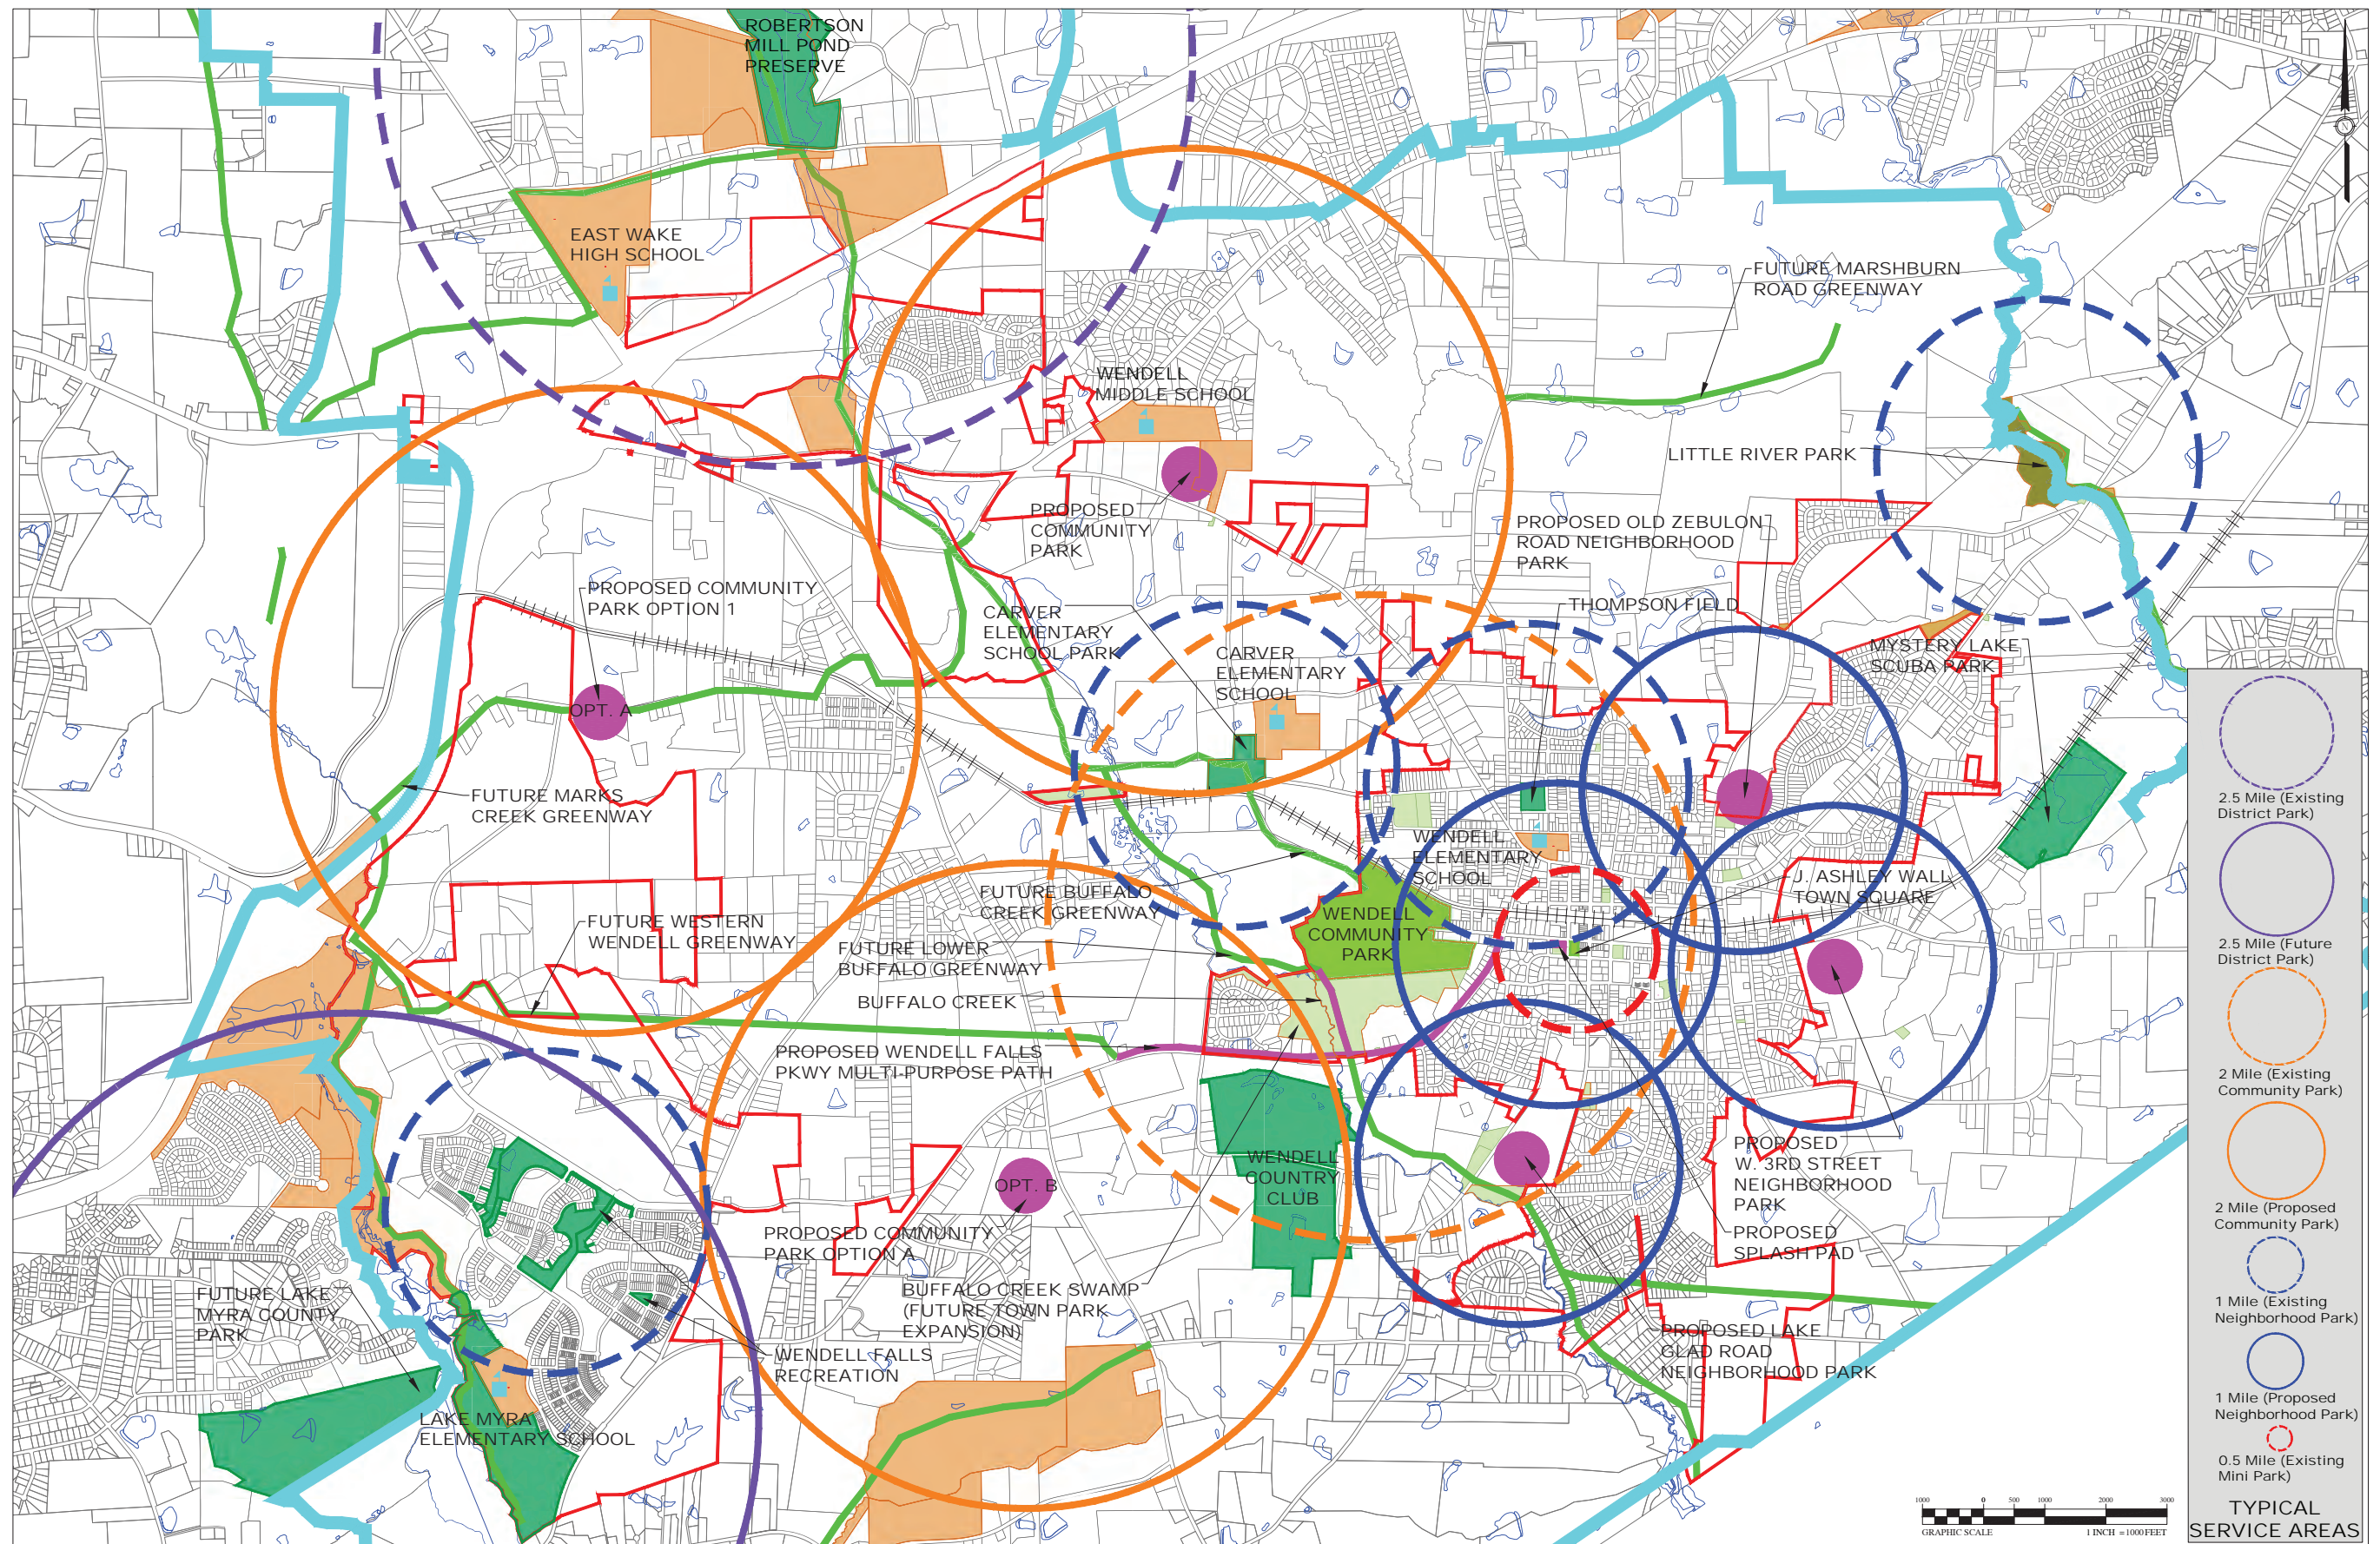 ROBERTSON
MILL POND
PRESERVE
EAST WAKE
HIGH SCHOOL
FUTURE MARSHBURN
ROAD GREENWAY
WENDELL
MIDDLE SCHOOL
LITTLE RIVER PARK
PROPOSED
COMMUNITY
PARK
PROPOSED OLD ZEBULON
ROAD NEIGHBORHOOD
PARK
PROPOSED COMMUNITY
PARK OPTION 1
OPT. A
CARVER
ELEMENTARY
SCHOOL PARK
THOMPSON FIELD
CARVER
ELEMENTARY
SCHOOL
MYSTERY LAKE
SCUBA PARK
FUTURE MARKS
CREEK GREENWAY
WENDELL
ELEMENTARY
SCHOOL
FUTURE BUFFALO
CREEK GREENWAY
J. ASHLEY WALL
TOWN SQUARE
WENDELL
COMMUNITY
PARK
FUTURE WESTERN
WENDELL GREENWAY
FUTURE LOWER
BUFFALO GREENWAY
BUFFALO CREEK
PROPOSED WENDELL FALLS
PKWY MULTI-PURPOSE PATH
WENDELL
COUNTRY
CLUB
PROPOSED
W. 3RD STREET
NEIGHBORHOOD
PARK
OPT. B
PROPOSED COMMUNITY
PARK OPTION A
PROPOSED
SPLASH PAD
BUFFALO CREEK SWAMP
(FUTURE TOWN PARK
EXPANSION)
FUTURE LAKE
MYRA COUNTY
PARK
WENDELL FALLS
RECREATION
PROPOSED LAKE
GLAD ROAD
NEIGHBORHOOD PARK
LAKE MYRA
ELEMENTARY SCHOOL
N
2.5 Mile (Existing
District Park)
2.5 Mile (Future
District Park)
2 Mile (Existing
Community Park)
2 Mile (Proposed
Community Park)
1 Mile (Existing
Neighborhood Park)
1 Mile (Proposed
Neighborhood Park)
0.5 Mile (Existing
Mini Park)
TYPICAL
SERVICE AREAS
1000 0 500 1000 2000 3000
GRAPHIC SCALE 1 INCH = 1000 FEET